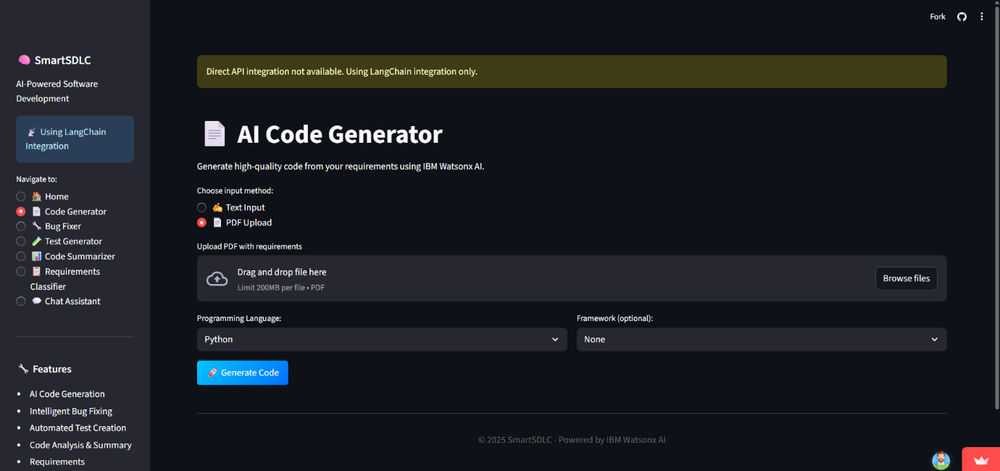 Fork
SmartSDLC
AI-Powered Software
Development
Using LangChain
Integration
Navigate to:
Home
Code Generator
Bug Fixer
Test Generator
Code Summarizer
Requirements
Classifier
Chat Assistant
Features
AI Code Generation
Intelligent Bug Fixing
Automated Test Creation
Code Analysis & Summary
Requirements
Direct API integration not available. Using LangChain integration only.
AI Code Generator
Generate high-quality code from your requirements using IBM Watsonx AI.
Choose input method:
Text Input
PDF Upload
Upload PDF with requirements
Drag and drop file here
Limit 200MB per file • PDF
Browse files
Programming Language:
Python
Framework (optional):
None
Generate Code
© 2025 SmartSDLC - Powered by IBM Watsonx AI